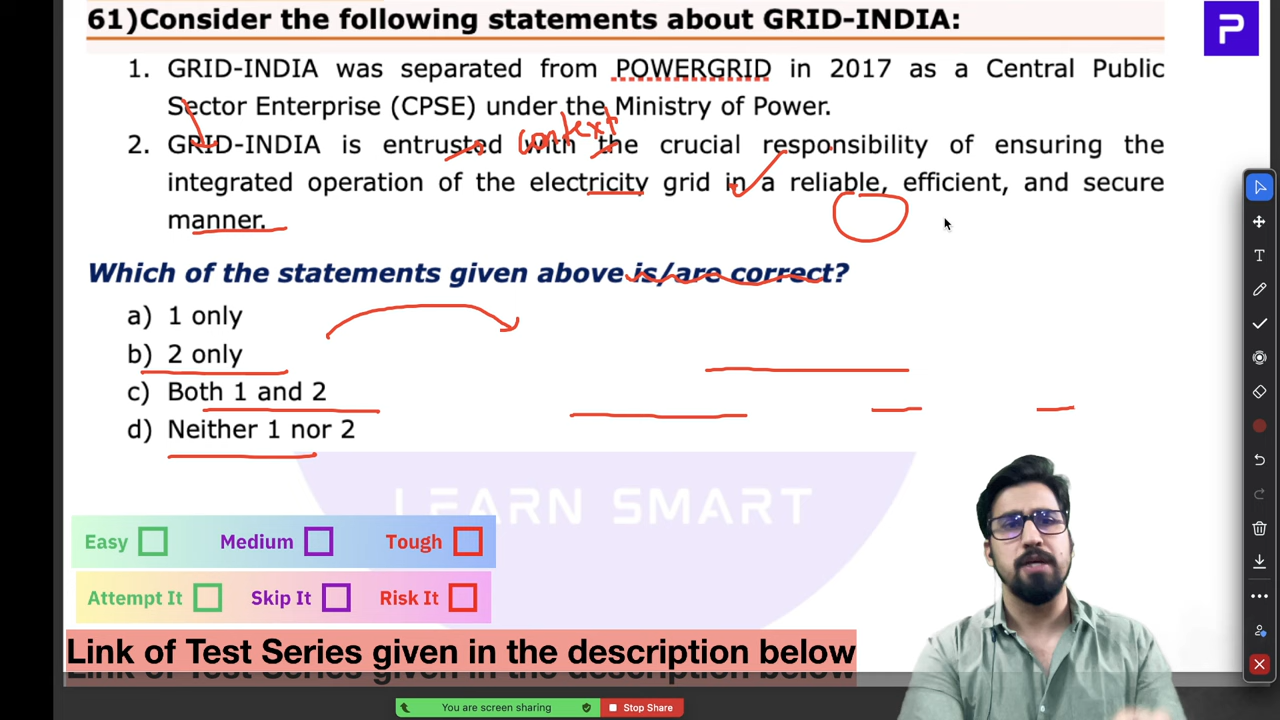 61)Consider the following statements about GRID-INDIA:
P
1. GRID-INDIA was separated from POWERGRID in 2017 as a Central Public
Sector Enterprise (CPSE) under the Ministry of Power.
context
2. GRID-INDIA is entrusted with the crucial responsibility of ensuring the
integrated operation of the electricity grid in a reliable, efficient, and secure
manner.
Which of the statements given above is/are correct?
a) 1 only
b) 2 only
c) Both 1 and 2
d) Neither 1 nor 2
LEARN SMART
Easy Medium Tough
Attempt It Skip It Risk It
Link of Test Series given in the description below
You are screen sharing Stop Share